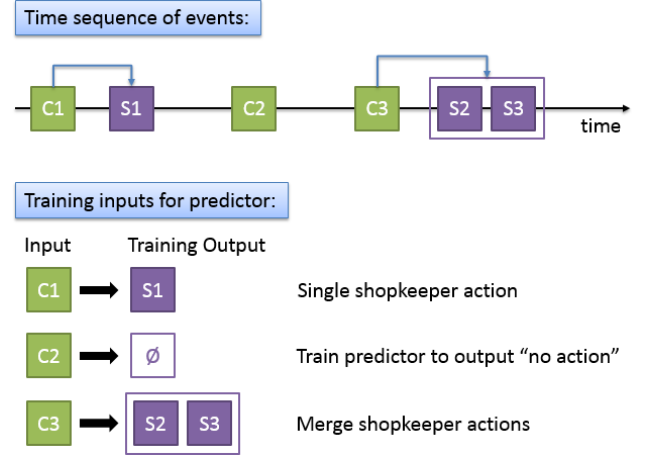 Time sequence of events:
C1 S1 C2 C3 S2 S3
time
Training inputs for predictor:
Input Training Output
C1 S1 Single shopkeeper action
C2 Ø Train predictor to output “no action”
C3 S2 S3 Merge shopkeeper actions